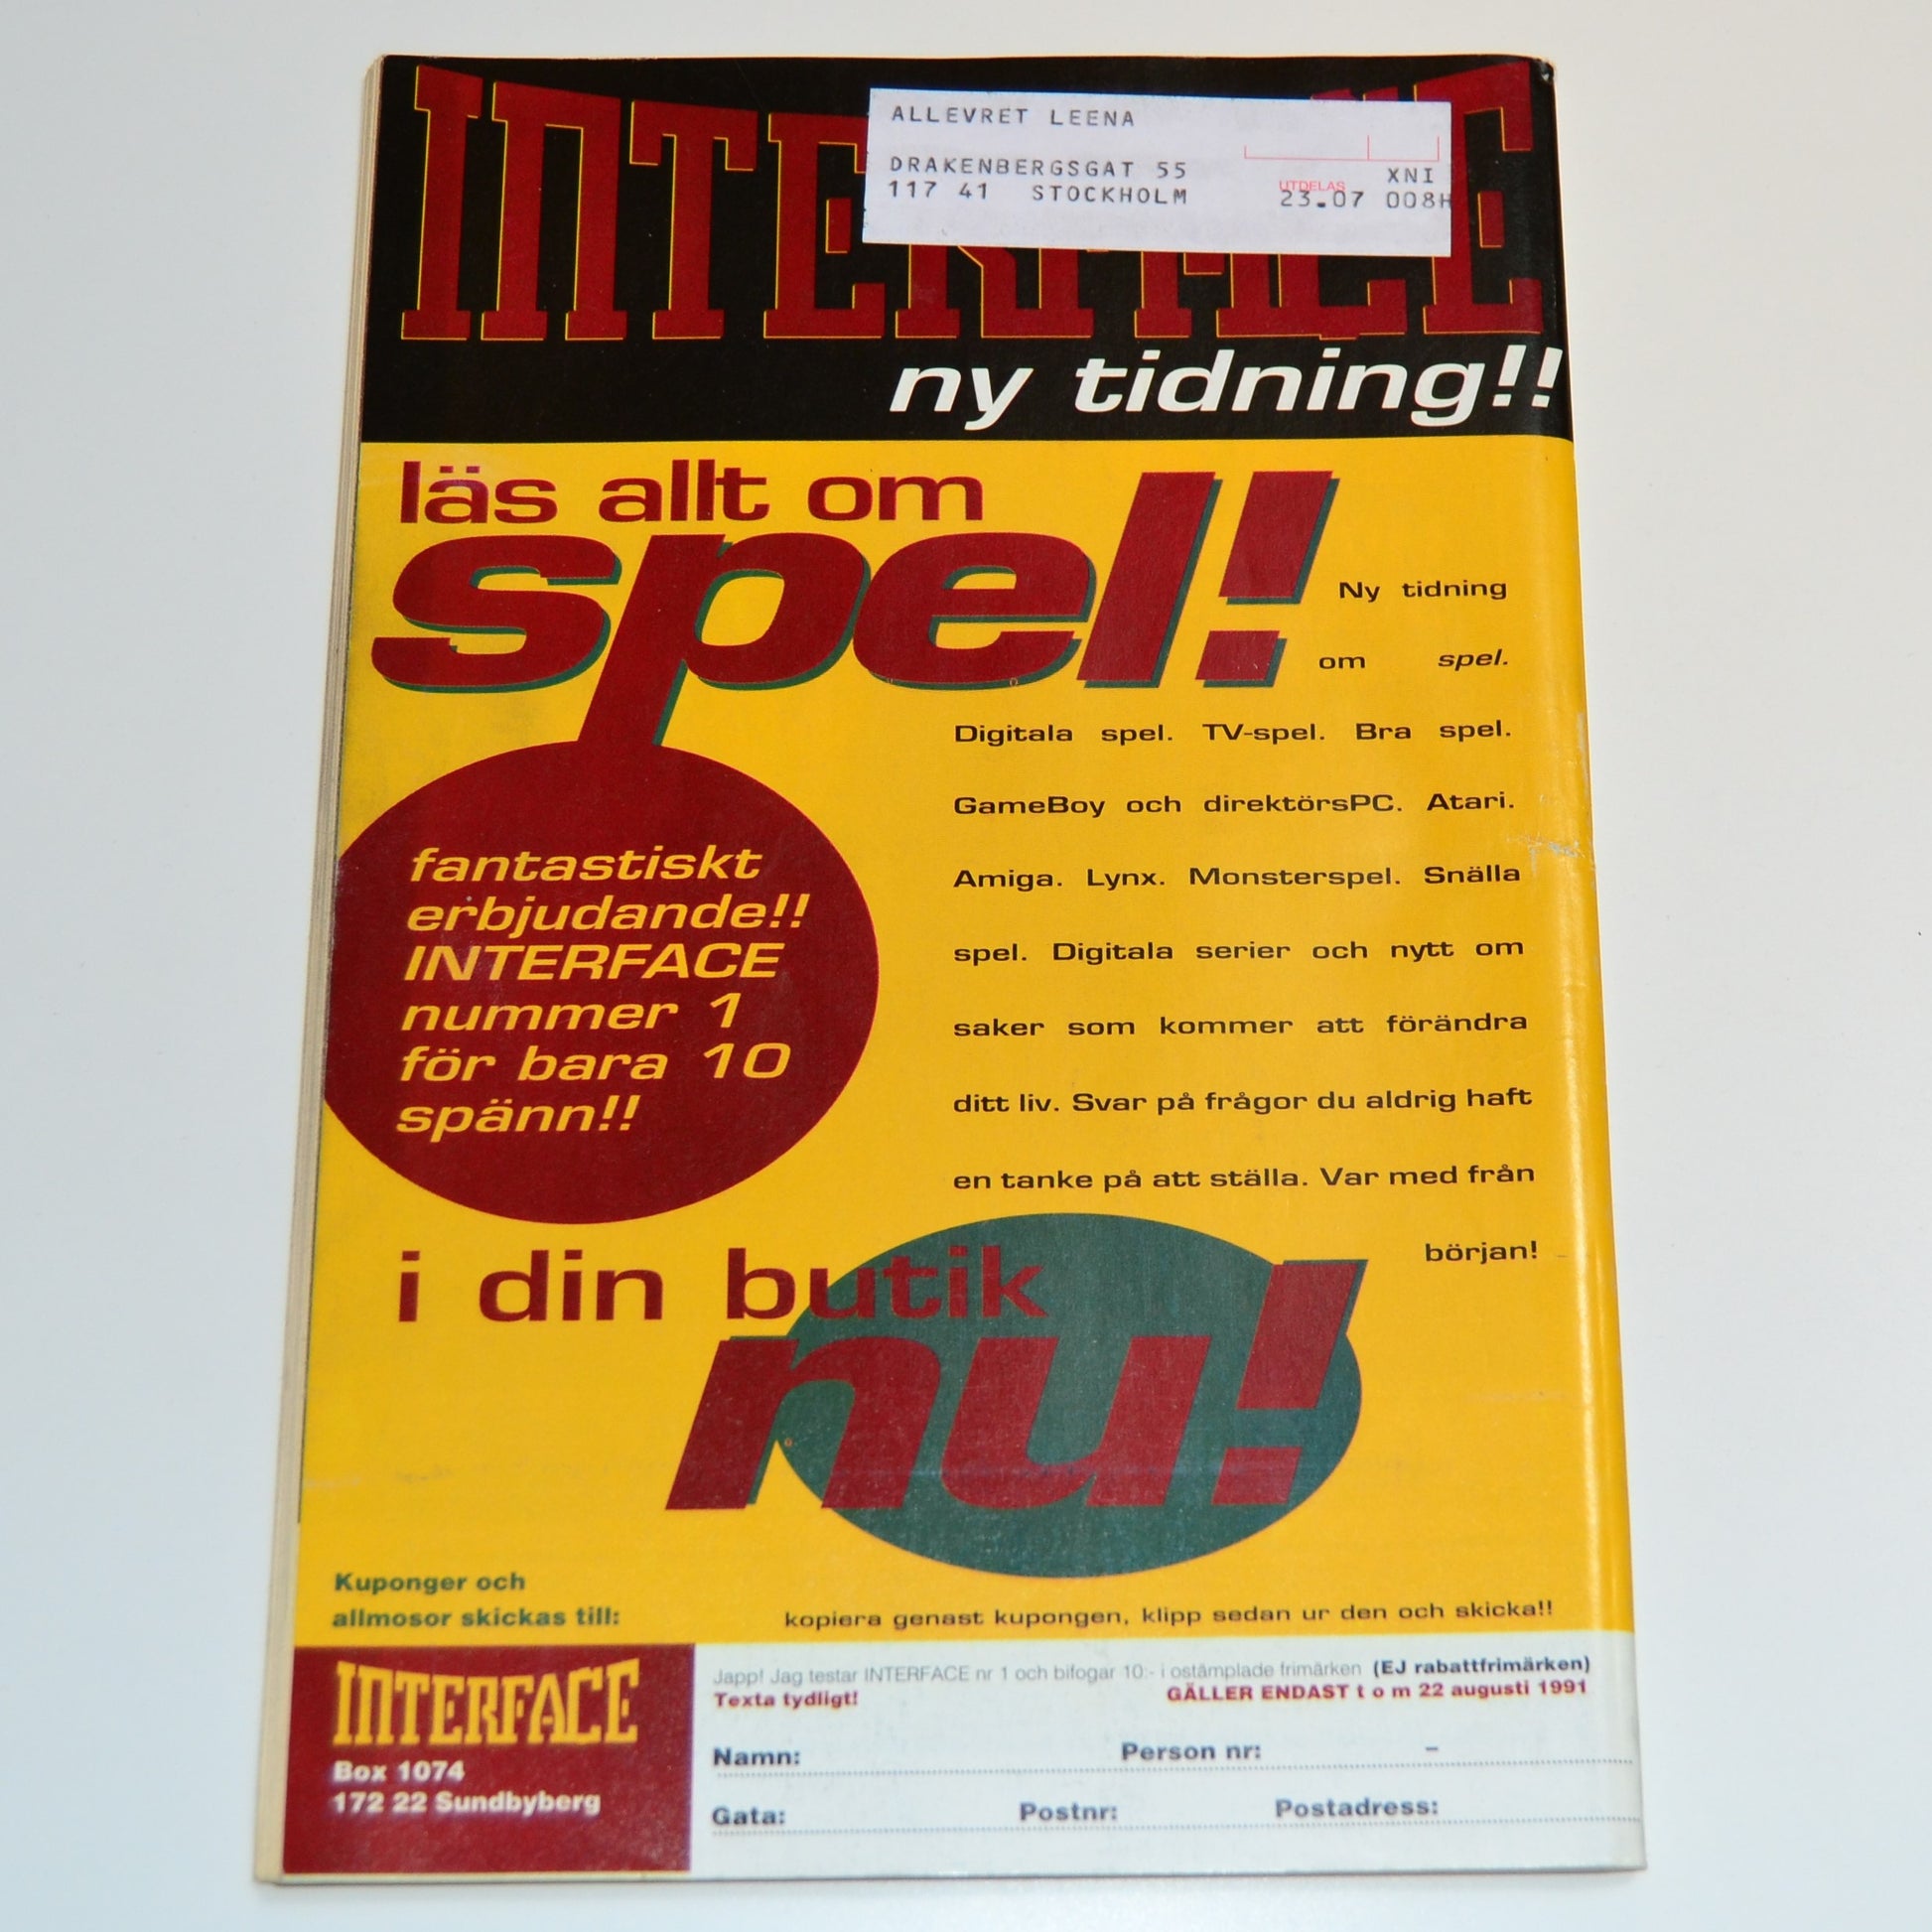 INTERFACE
ALLEVRET LEENA
DRAKENBERGSGAT 55
XNI
117 41 STOCKHOLM
UTDELAS
23.07 008H
ny tidning!!
läs allt om
spel!
Ny tidning
om spel.
Digitala spel. TV-spel. Bra spel.
GameBoy och direktörsPC. Atari.
Amiga. Lynx. Monsterspel. Snälla
spel. Digitala serier och nytt om
saker som kommer att förändra
ditt liv. Svar på frågor du aldrig haft
en tanke på att ställa. Var med från
början!
fantastiskt
erbjudande!!
INTERFACE
nummer 1
för bara 10
spänn!!
i din butik
nu!
Kuponger och
allmosor skickas till:
kopiera genast kupongen, klipp sedan ur den och skicka!!
INTERFACE
Box 1074
172 22 Sundbyberg
Japp! Jag testar INTERFACE nr 1 och bifogar 10:- i ostämplade frimärken (EJ rabattfrimärken)
Texta tydligt! GÄLLER ENDAST t o m 22 augusti 1991
Namn: Person nr: –
Gata: Postnr: Postadress: